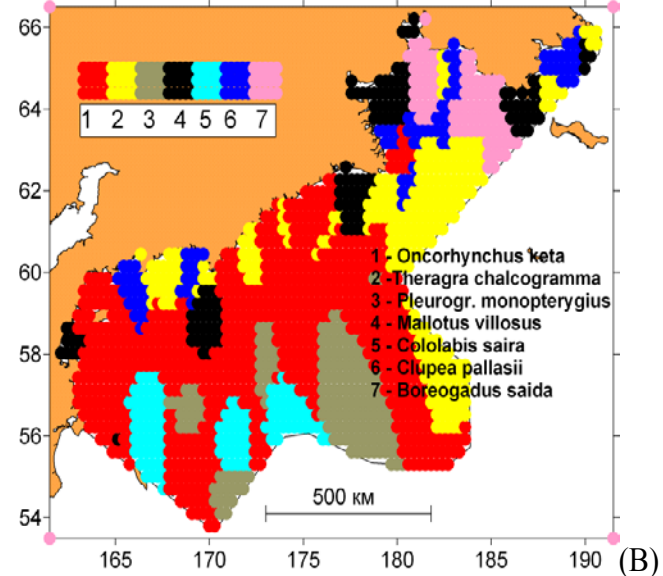 66
64
62
60
58
56
54
1 2 3 4 5 6 7
1 - Oncorhynchus keta
2 -Theragra chalcogramma
3 - Pleurogr. monopterygius
4 - Mallotus villosus
5 - Cololabis saira
6 - Clupea pallasii
7 - Boreogadus saida
500 км
165 170 175 180 185 190
(B)